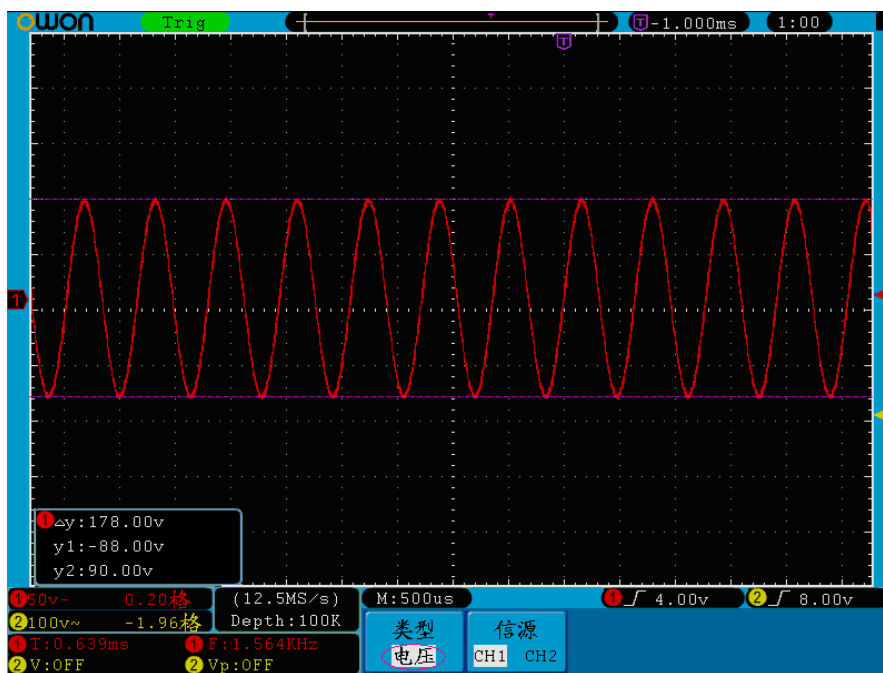 OWON Trig T -1.000ms 1:00
T
1
1 △y:178.00v
y1:-88.00v
y2:90.00v
1 50v- 0.20格 (12.5MS/s) M:500us 1 4.00v 2 8.00v
2 100v~ -1.96格 Depth:100K
1 T:0.639ms 1 F:1.564KHz
2 V:OFF 2 Vp:OFF
类型 信源
电压 CH1 CH2